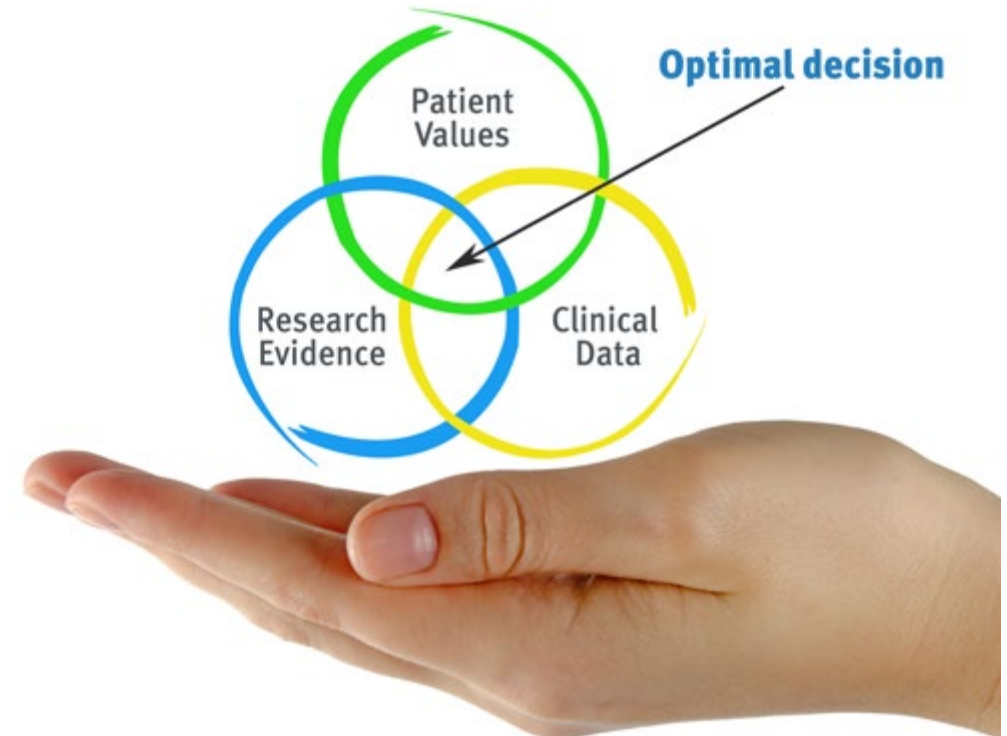 Optimal decision
Patient
Values
Research
Evidence
Clinical
Data